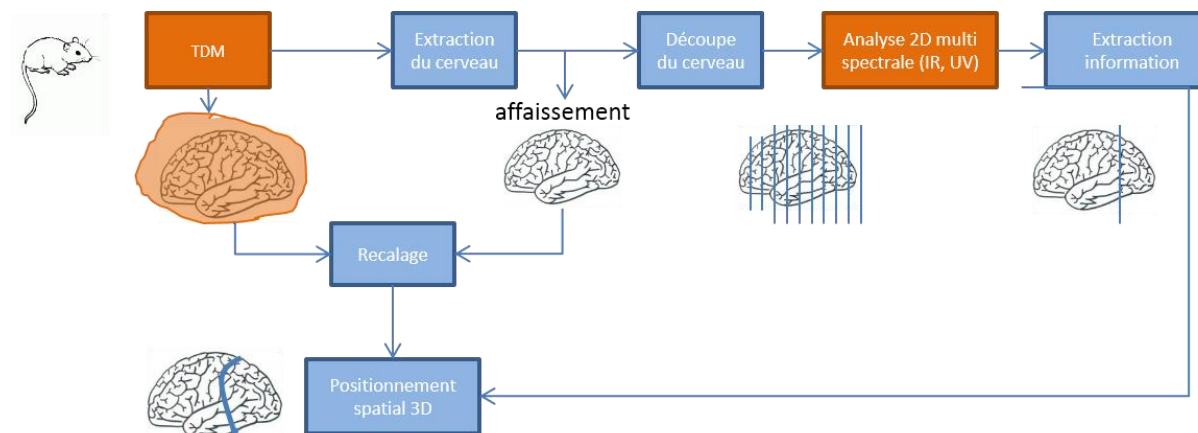 TDM
Extraction
du cerveau
Découpe
du cerveau
Analyse 2D multi
spectrale (IR, UV)
Extraction
information
affaissement
Recalage
Positionnement
spatial 3D